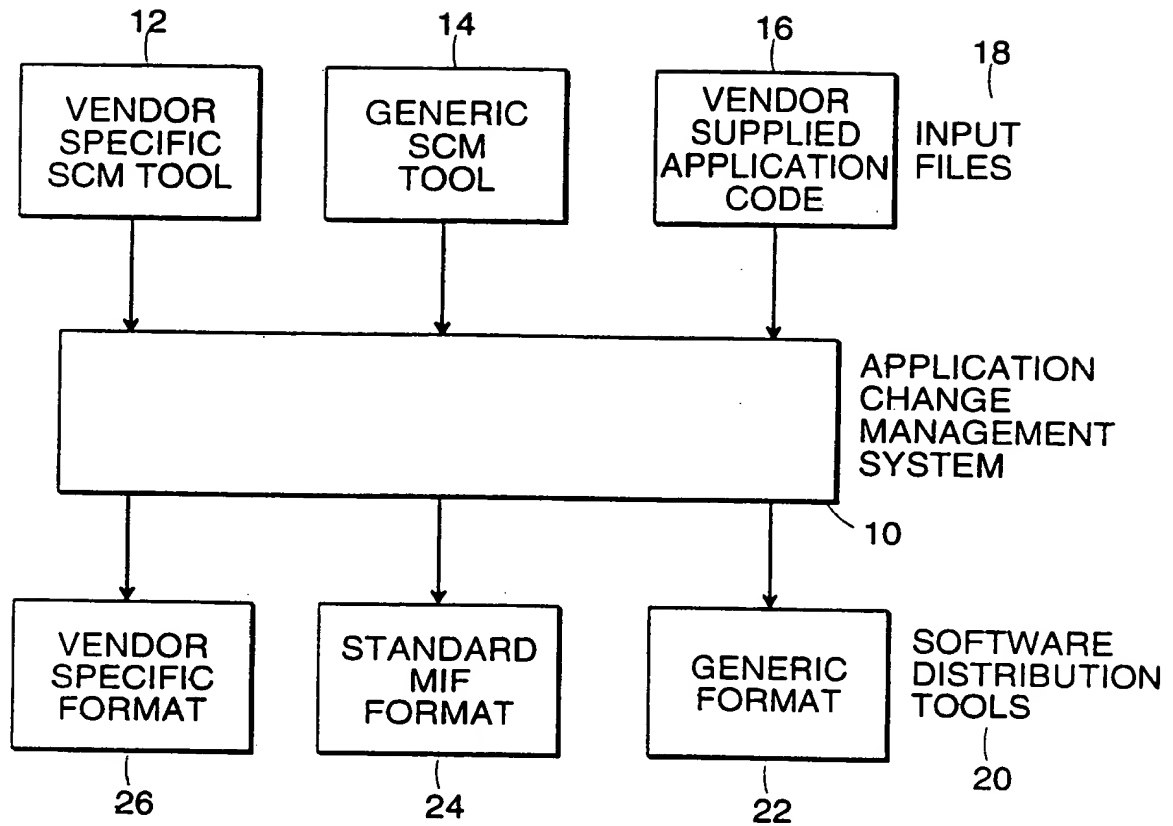 12
14
16
18
VENDOR
SPECIFIC
SCM TOOL
GENERIC
SCM
TOOL
VENDOR
SUPPLIED
APPLICATION
CODE
INPUT
FILES
APPLICATION
CHANGE
MANAGEMENT
SYSTEM
10
VENDOR
SPECIFIC
FORMAT
STANDARD
MIF
FORMAT
GENERIC
FORMAT
SOFTWARE
DISTRIBUTION
TOOLS
26
24
22
20